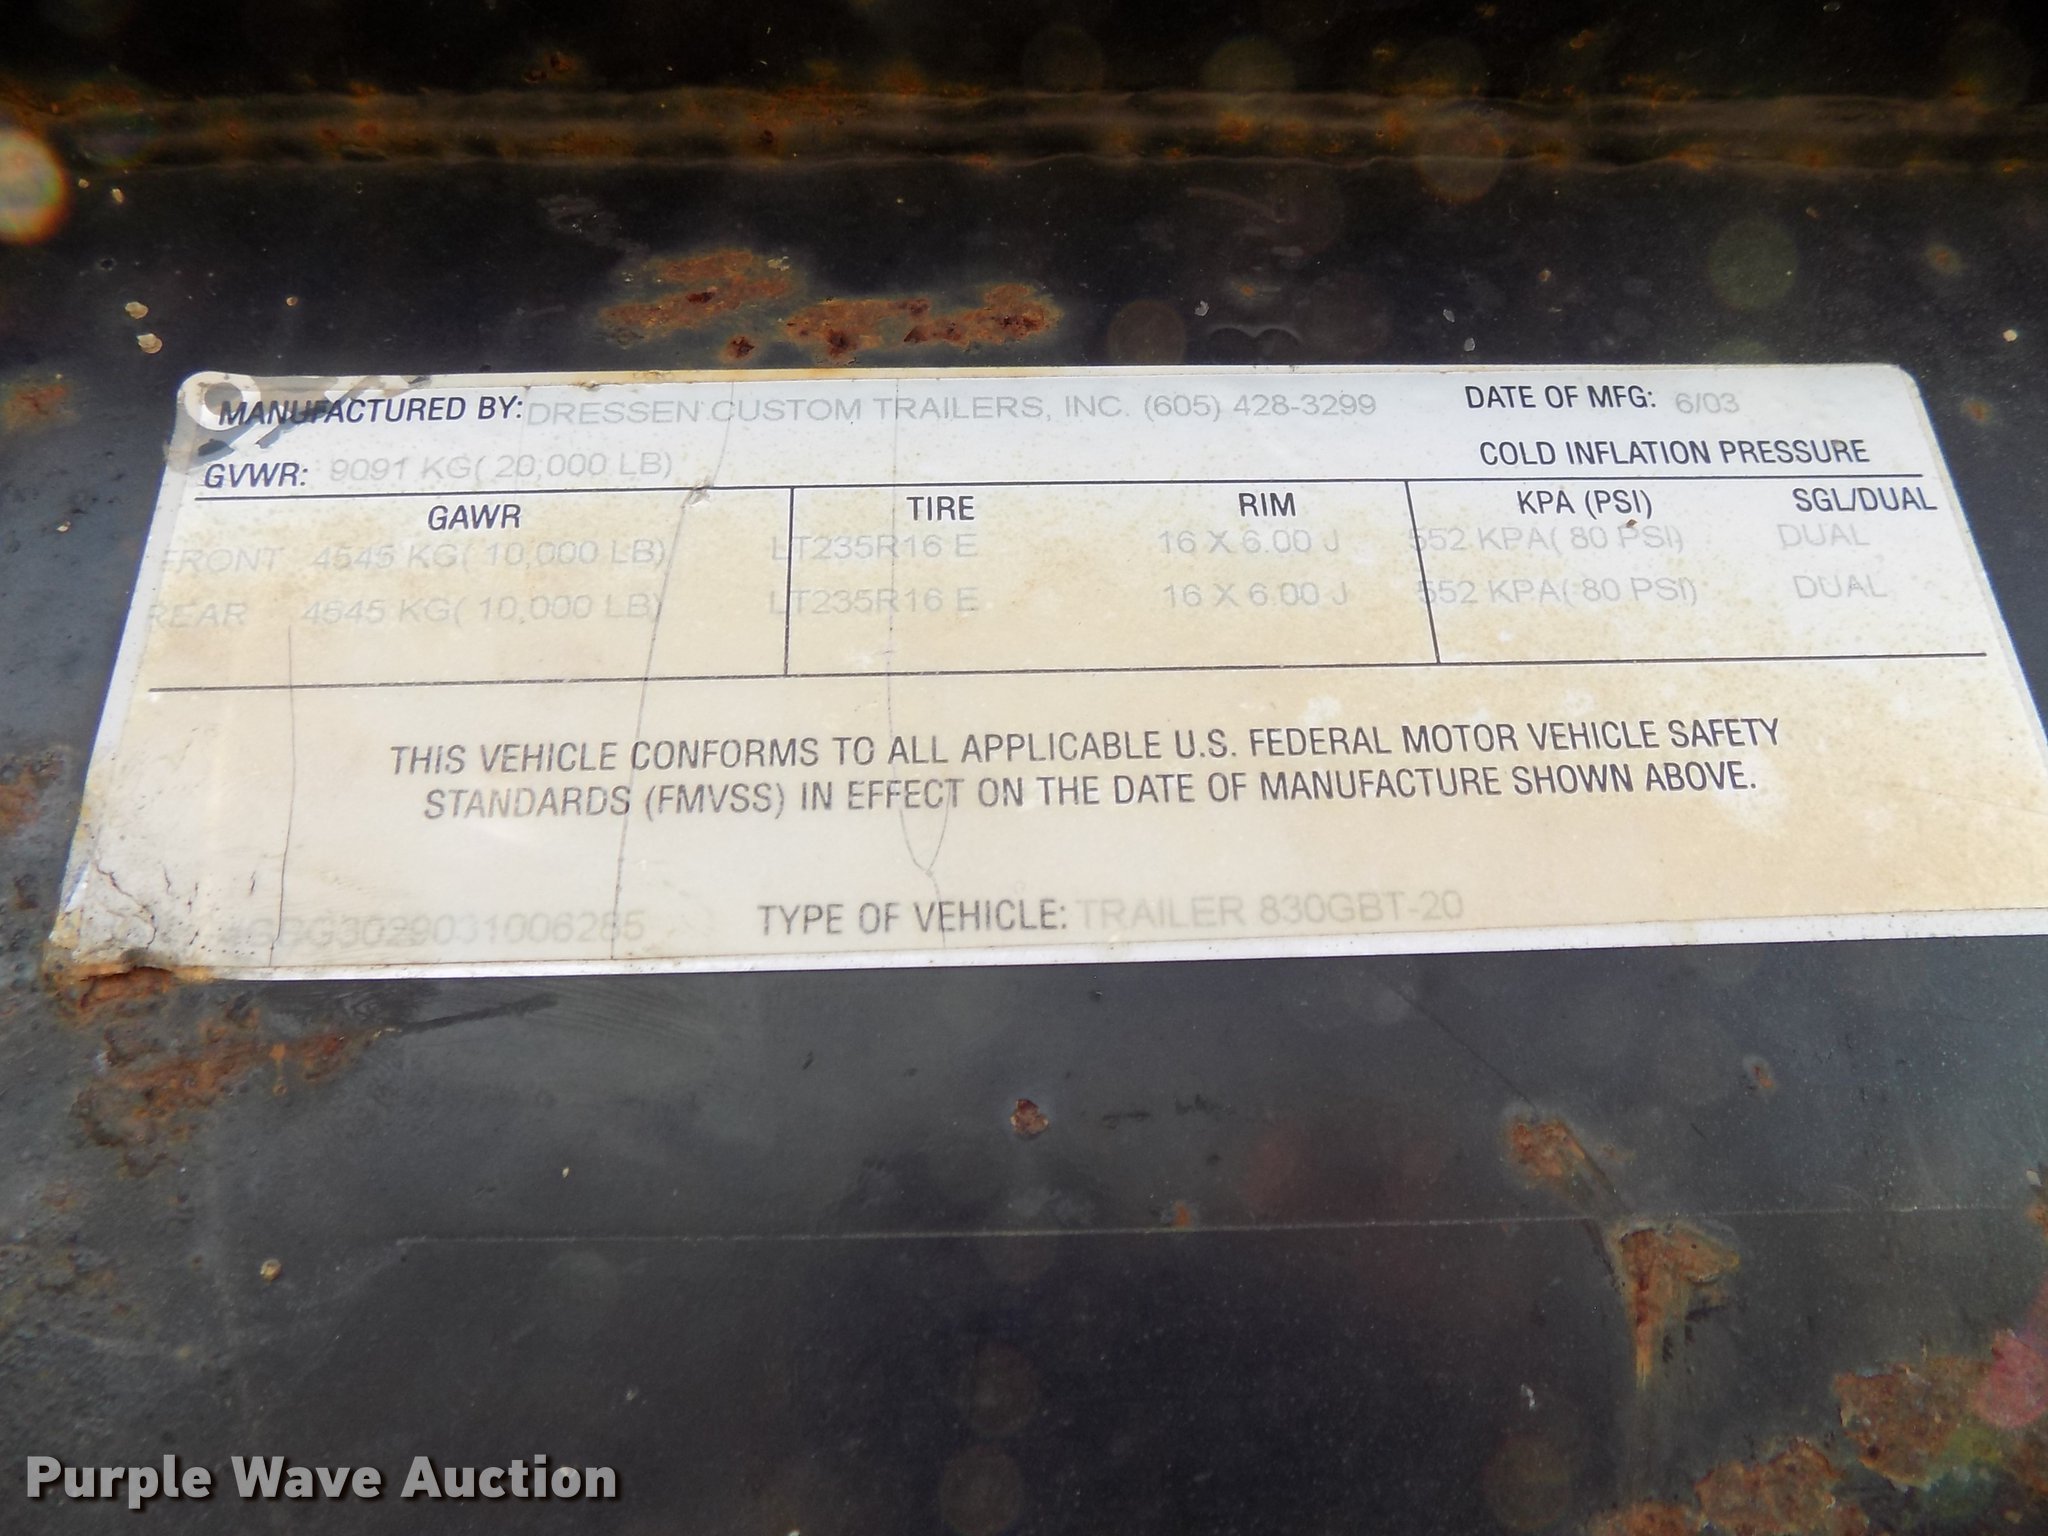 MANUFACTURED BY: DRESSEN CUSTOM TRAILERS, INC. (605) 428-3299 DATE OF MFG: 6/03
GVWR: 9091 KG( 20,000 LB) COLD INFLATION PRESSURE
GAWR TIRE RIM KPA (PSI) SGL/DUAL
FRONT 4545 KG( 10,000 LB) LT235R16 E 16 X 6.00 J 552 KPA( 80 PSI) DUAL
REAR 4545 KG( 10,000 LB) LT235R16 E 16 X 6.00 J 552 KPA( 80 PSI) DUAL
THIS VEHICLE CONFORMS TO ALL APPLICABLE U.S. FEDERAL MOTOR VEHICLE SAFETY
STANDARDS (FMVSS) IN EFFECT ON THE DATE OF MANUFACTURE SHOWN ABOVE.
TYPE OF VEHICLE: TRAILER 830GBT-20
Purple Wave Auction